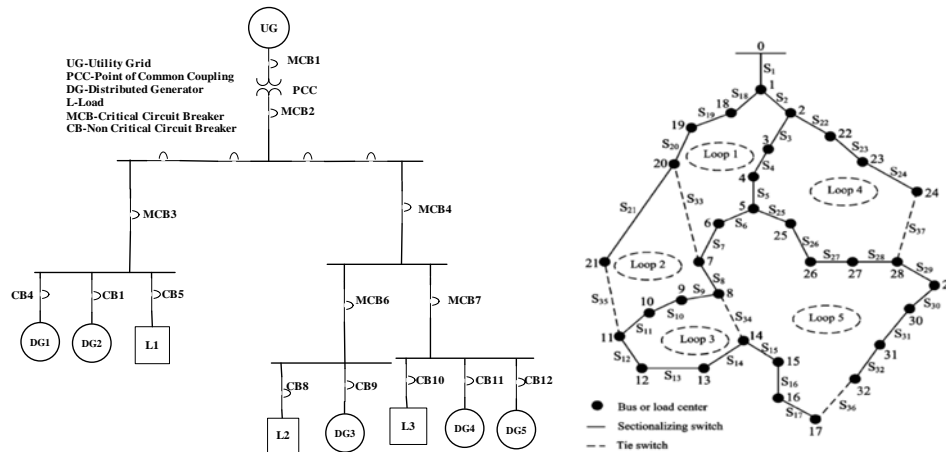 UG
MCB1
UG-Utility Grid
PCC-Point of Common Coupling
DG-Distributed Generator
L-Load
MCB-Critical Circuit Breaker
CB-Non Critical Circuit Breaker
PCC
MCB2
MCB3
MCB4
CB4
CB1
CB5
DG1
DG2
L1
MCB6
MCB7
CB8
CB9
CB10
CB11
CB12
L2
DG3
L3
DG4
DG5
0
S1
1
S18
S2
18
2
S19
S22
19
S3
22
S20
3
S23
20
Loop 1
S4
23
S24
4
Loop 4
24
S33
S5
S21
5
S25
6
S6
25
S37
S7
S26
21
Loop 2
7
S27
S28
26
27
28
S29
S8
2
S35
9
S9
8
S30
10
S10
S34
30
S11
Loop 5
11
Loop 3
14
S31
S12
S14
S15
31
15
S32
12
S13
13
S16
32
16
S17
S36
17
Bus or load center
Sectionalizing switch
Tie switch